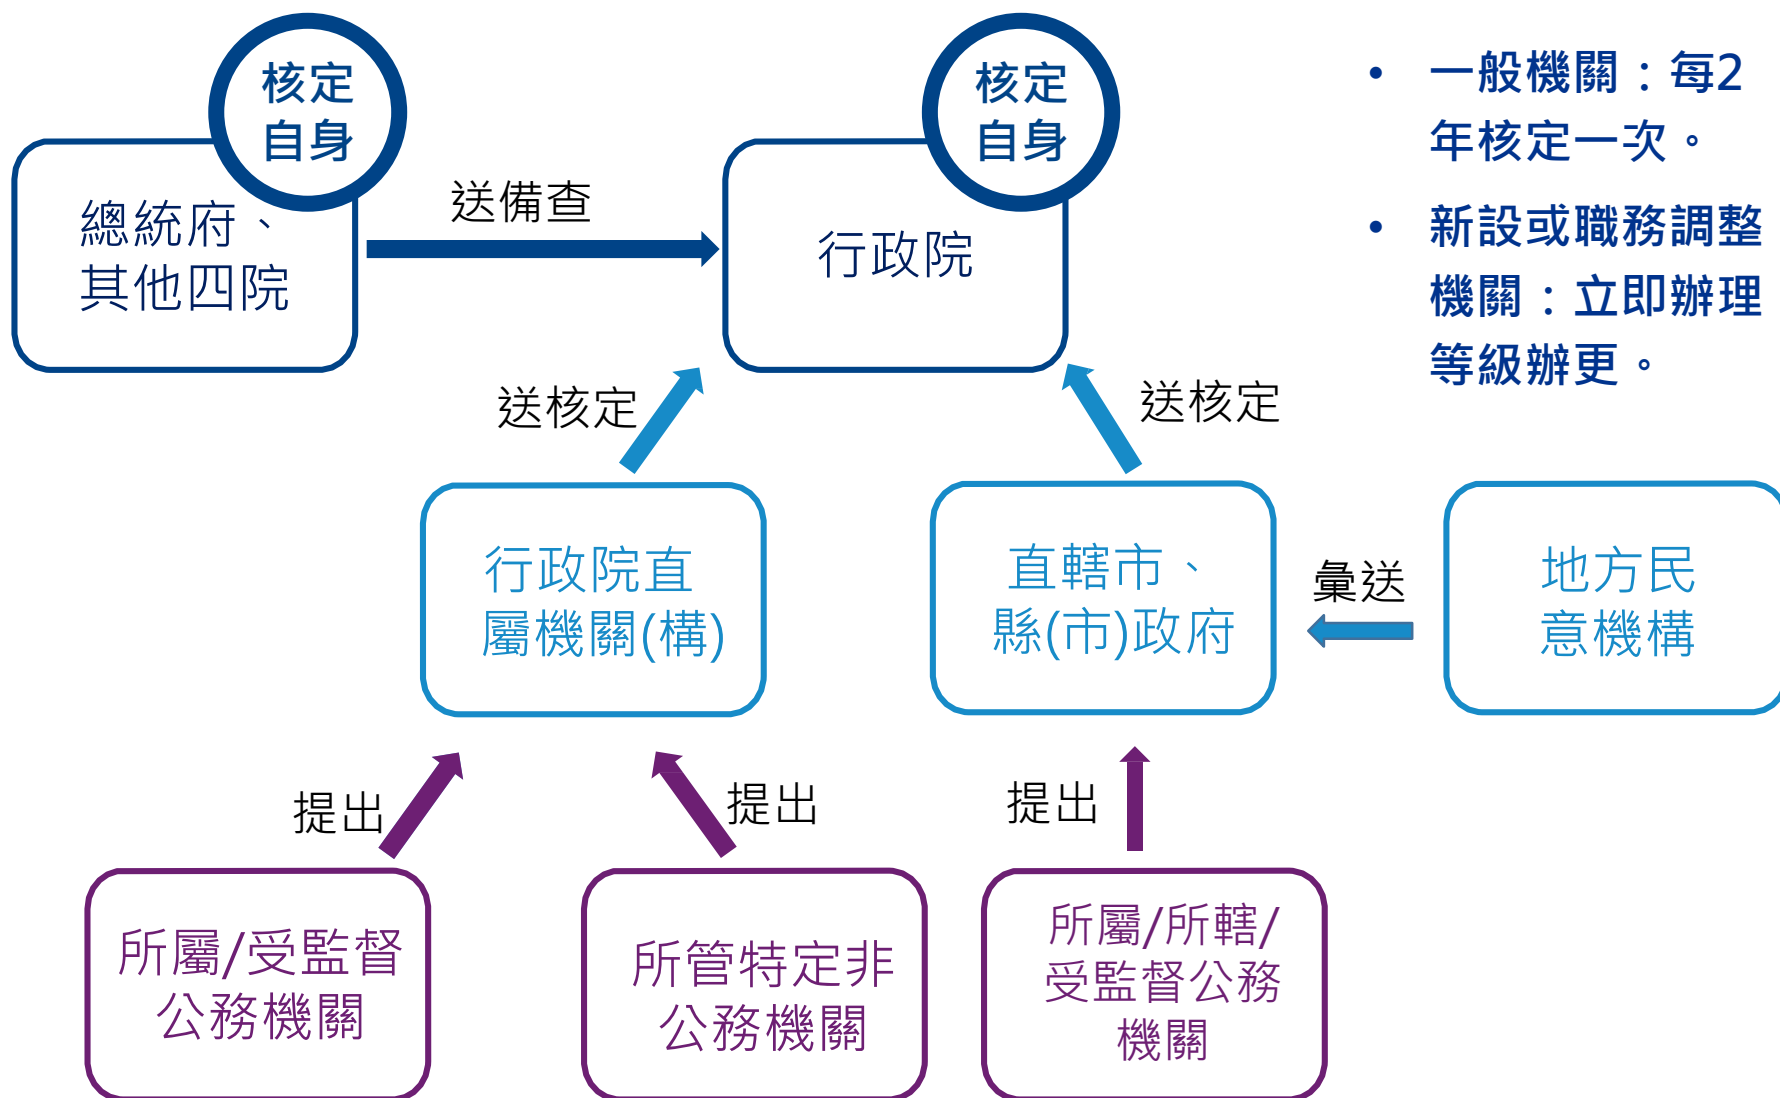 核定
自身
總統府、
其他四院
送備查
核定
自身
行政院
• 一般機關：每2
年核定一次。
• 新設或職務調整
機關：立即辦理
等級辦更。
送核定
送核定
行政院直
屬機關(構)
直轄市、
縣(市)政府
彙送
地方民
意機構
提出
提出
提出
所屬/受監督
公務機關
所管特定非
公務機關
所屬/所轄/
受監督公務
機關